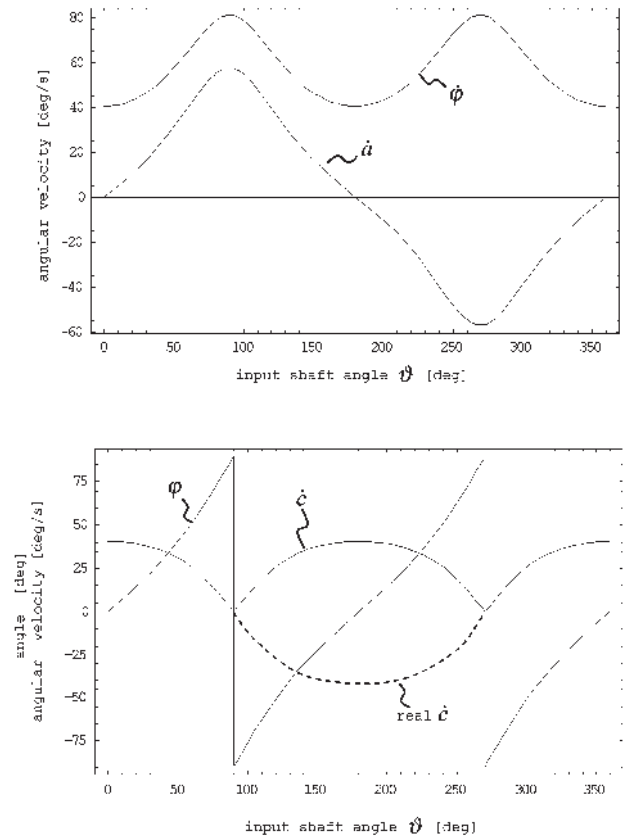 80
60
40
20
0
-20
-40
-60
angular velocity [deg/s]
φ̇
ȧ
0 50 100 150 200 250 300 350
input shaft angle ϑ [deg]
75
50
25
0
-25
-50
-75
angle [deg]
angular velocity [deg/s]
φ
ċ
real ċ
0 50 100 150 200 250 300 350
input shaft angle ϑ [deg]